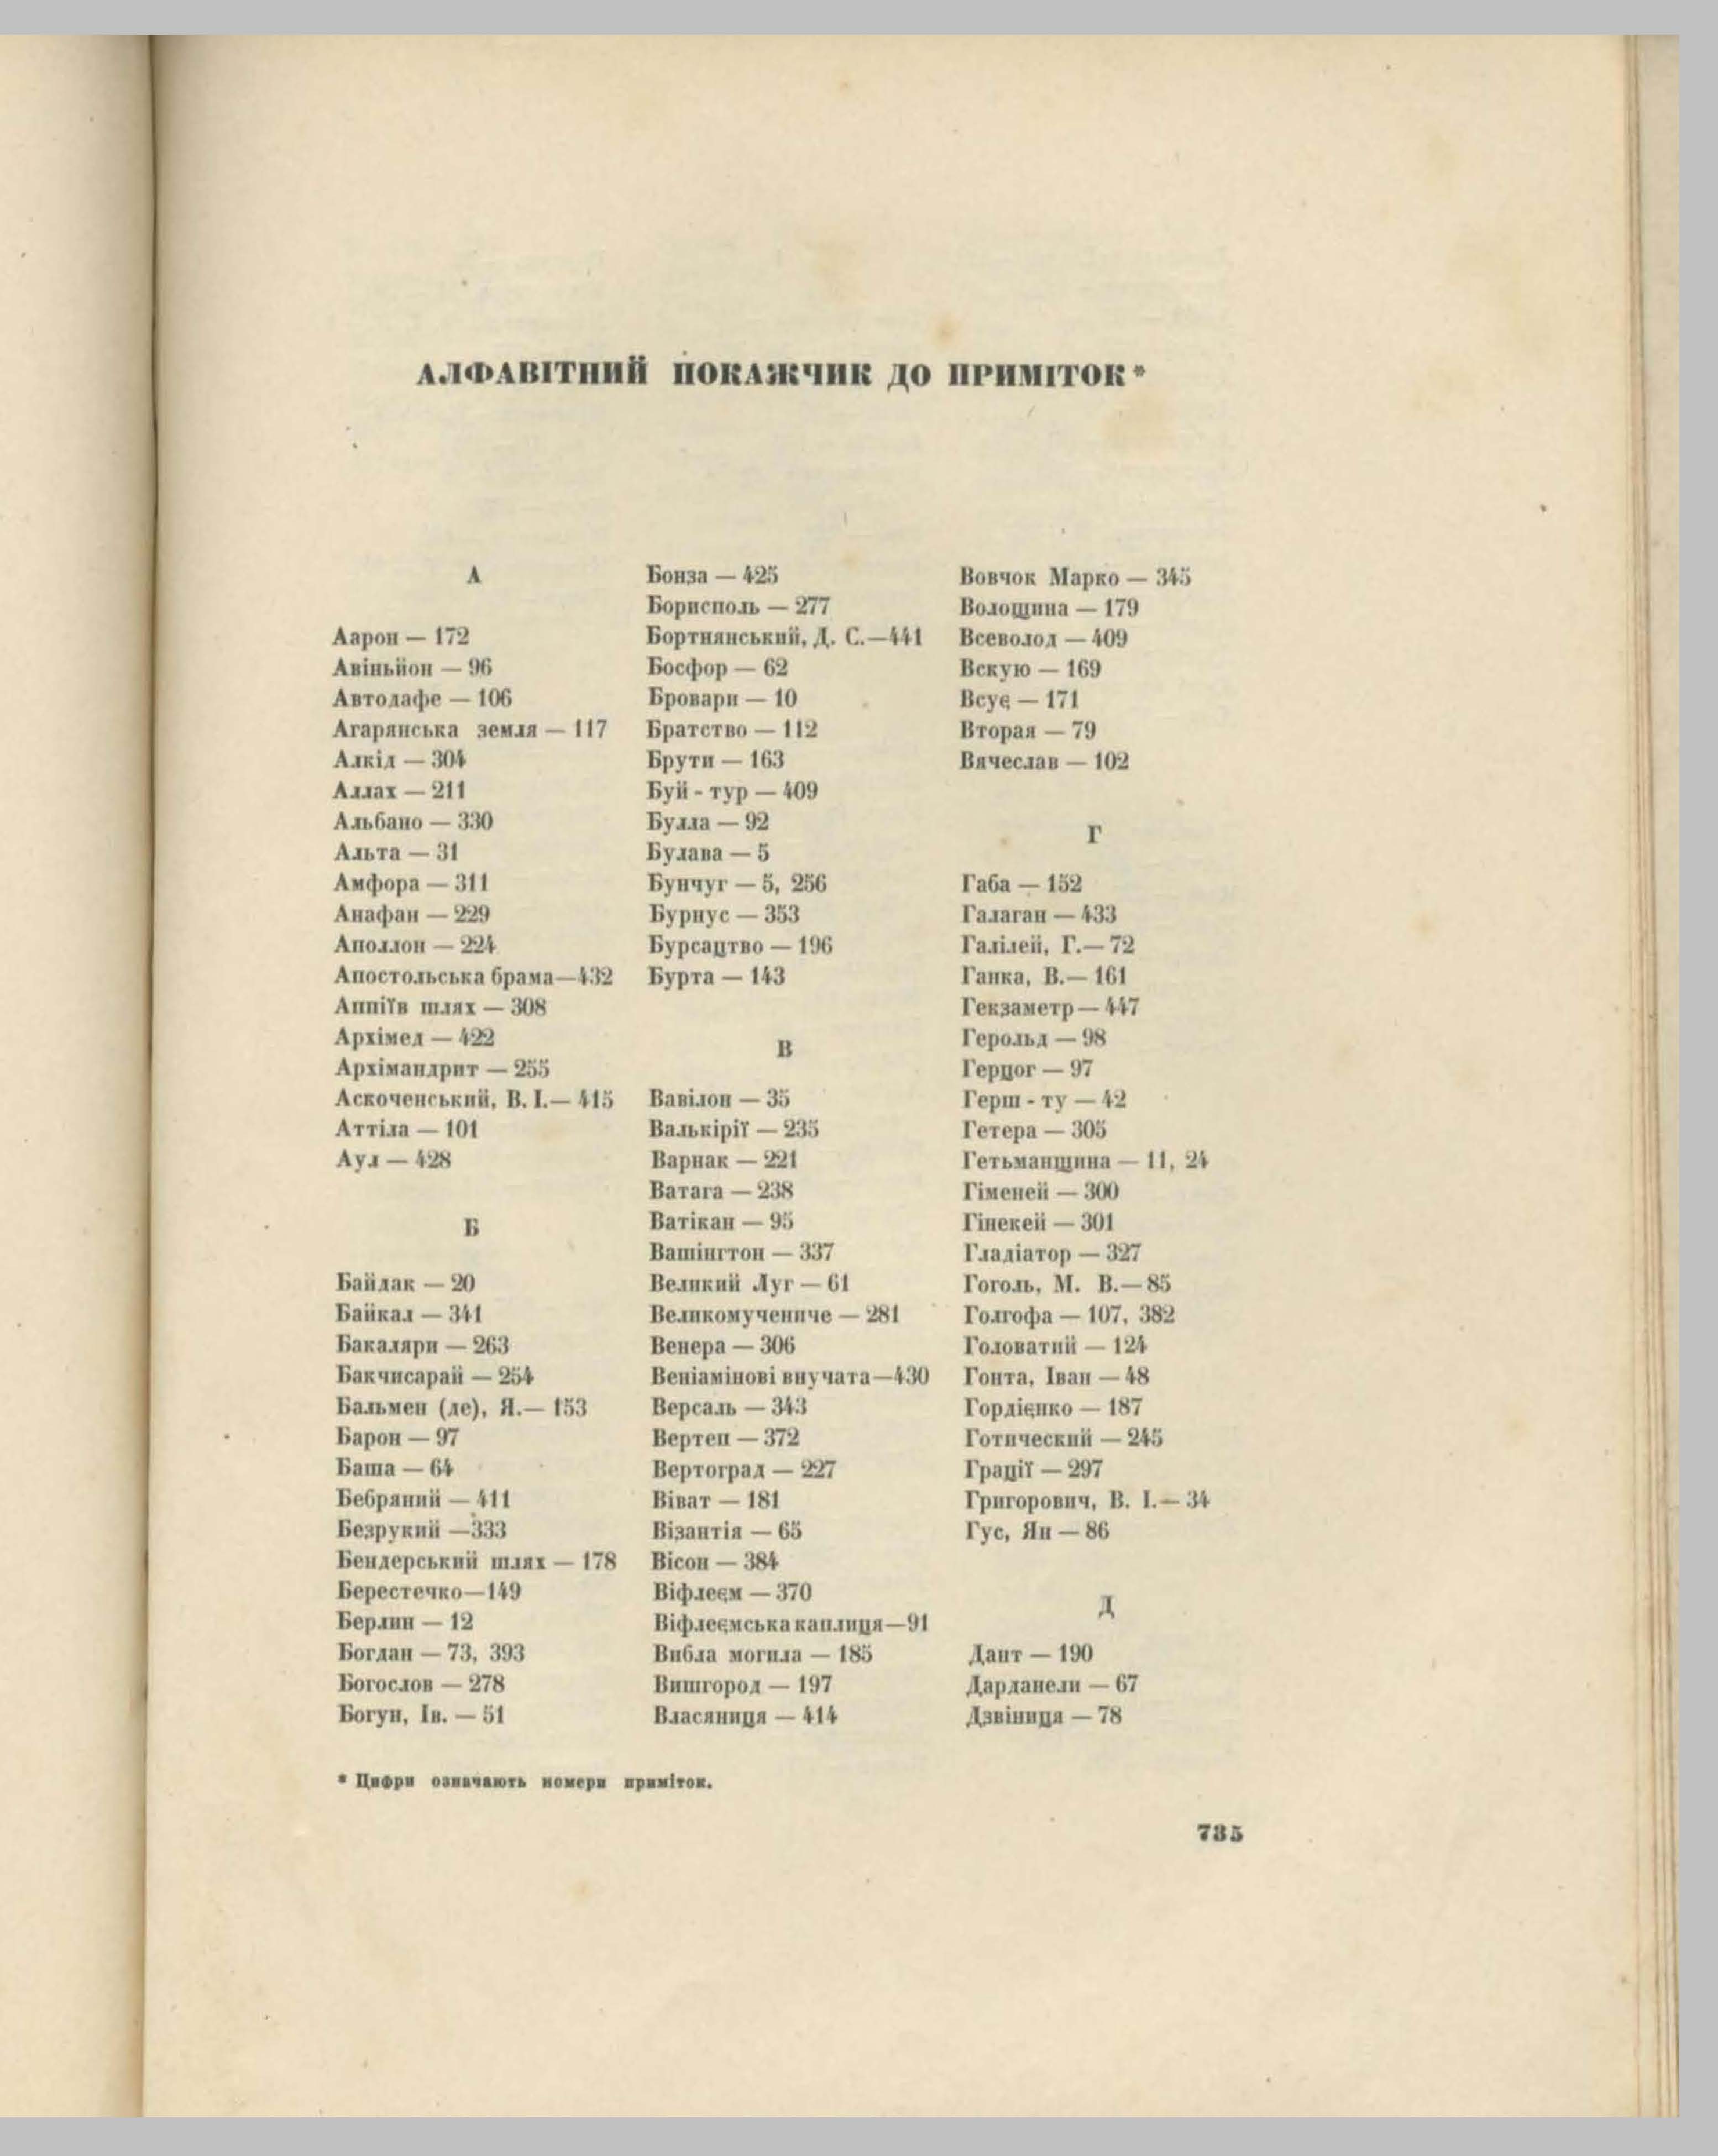 АЛФАВІТНИЙ ПОКАЖЧИК ДО ПРИМІТОК*
А
Аарон — 172
Авіньйон — 96
Автодафе — 106
Агарянська земля — 117
Алкід — 304
Аллах — 211
Альбано — 330
Альта — 31
Амфора — 311
Анафан — 229
Аполлон — 224
Апостольська брама—432
Аппіїв шлях — 308
Архімед — 422
Архімандрит — 255
Аскоченський, В. І.— 415
Аттіла — 101
Аул — 428
Б
Байдак — 20
Байкал — 341
Бакаляри — 263
Бакчисарай — 254
Бальмен (де), Я.— 153
Барон — 97
Баша — 64
Бебряний — 411
Безрукий —333
Бендерський шлях — 178
Берестечко—149
Берлин — 12
Богдан — 73, 393
Богослов — 278
Богун, Ів. — 51
Бонза — 425
Борисполь — 277
Бортнянський, Д. С.—441
Босфор — 62
Бровари — 10
Братство — 112
Брути — 163
Буй - тур — 409
Булла — 92
Булава — 5
Бунчуг — 5, 256
Бурнус — 353
Бурсацтво — 196
Бурта — 143
В
Вавілон — 35
Валькірії — 235
Варнак — 221
Ватага — 238
Ватікан — 95
Вашінгтон — 337
Великий Луг — 61
Великомучениче — 281
Венера — 306
Веніамінові внучата—430
Версаль — 343
Вертеп — 372
Вертоград — 227
Віват — 181
Візантія — 65
Вісон — 384
Віфлеєм — 370
Віфлеємська каплиця—91
Вибла могила — 185
Вишгород — 197
Власяниця — 414
Вовчок Марко — 345
Волощина — 179
Всеволод — 409
Вскую — 169
Всує — 171
Вторая — 79
Вячеслав — 102
Г
Габа — 152
Галаган — 433
Галілей, Г.— 72
Ганка, В.— 161
Гекзаметр— 447
Герольд — 98
Герцог — 97
Герш - ту — 42
Гетера — 305
Гетьманщина — 11, 24
Гіменей — 300
Гінекей — 301
Гладіатор — 327
Гоголь, М. В.— 85
Голгофа — 107, 382
Головатий — 124
Гонта, Іван — 48
Гордієнко — 187
Готический — 245
Грації — 297
Григорович, В. І.— 34
Гус, Ян — 86
Д
Дант — 190
Дарданели — 67
Дзвіниця — 78
* Цифри означають номери приміток.
735